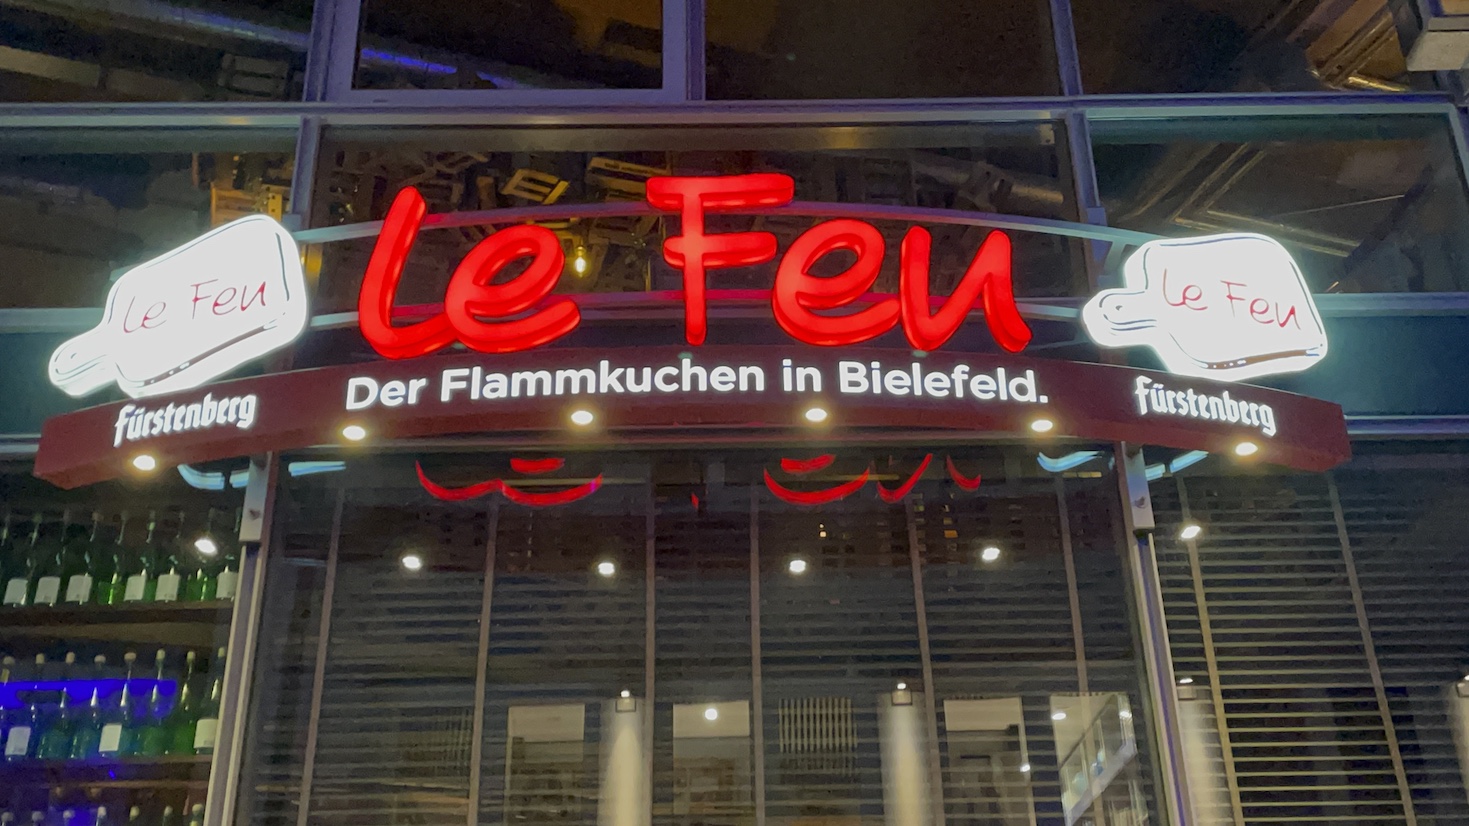 Le Feu
Le Feu
Le Feu
Der Flammkuchen in Bielefeld.
Fürstenberg
Fürstenberg